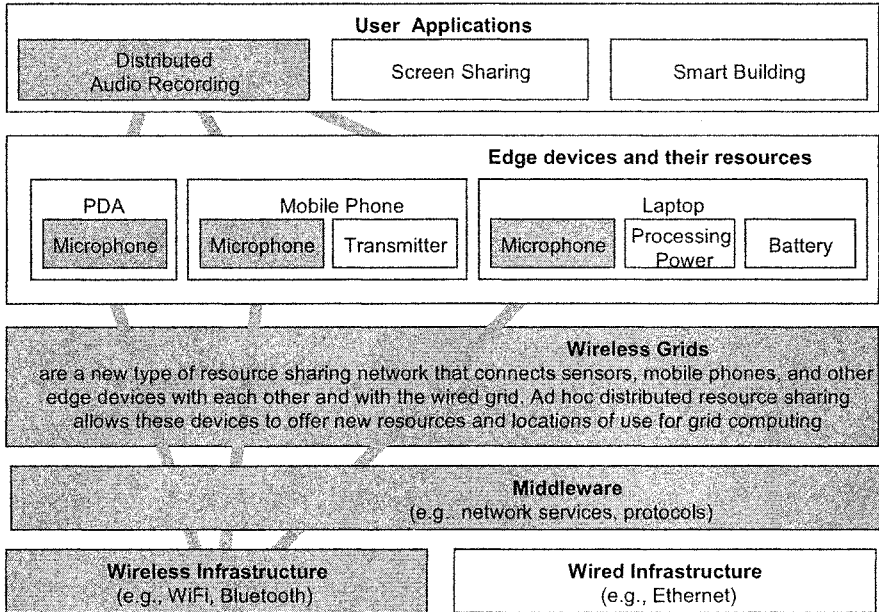 User Applications
Distributed
Audio Recording
Screen Sharing
Smart Building
Edge devices and their resources
PDA
Microphone
Mobile Phone
Microphone
Transmitter
Laptop
Microphone
Processing
Power
Battery
Wireless Grids
are a new type of resource sharing network that connects sensors, mobile phones, and other
edge devices with each other and with the wired grid. Ad hoc distributed resource sharing
allows these devices to offer new resources and locations of use for grid computing
Middleware
(e.g., network services, protocols)
Wireless Infrastructure
(e.g., WiFi, Bluetooth)
Wired Infrastructure
(e.g., Ethernet)